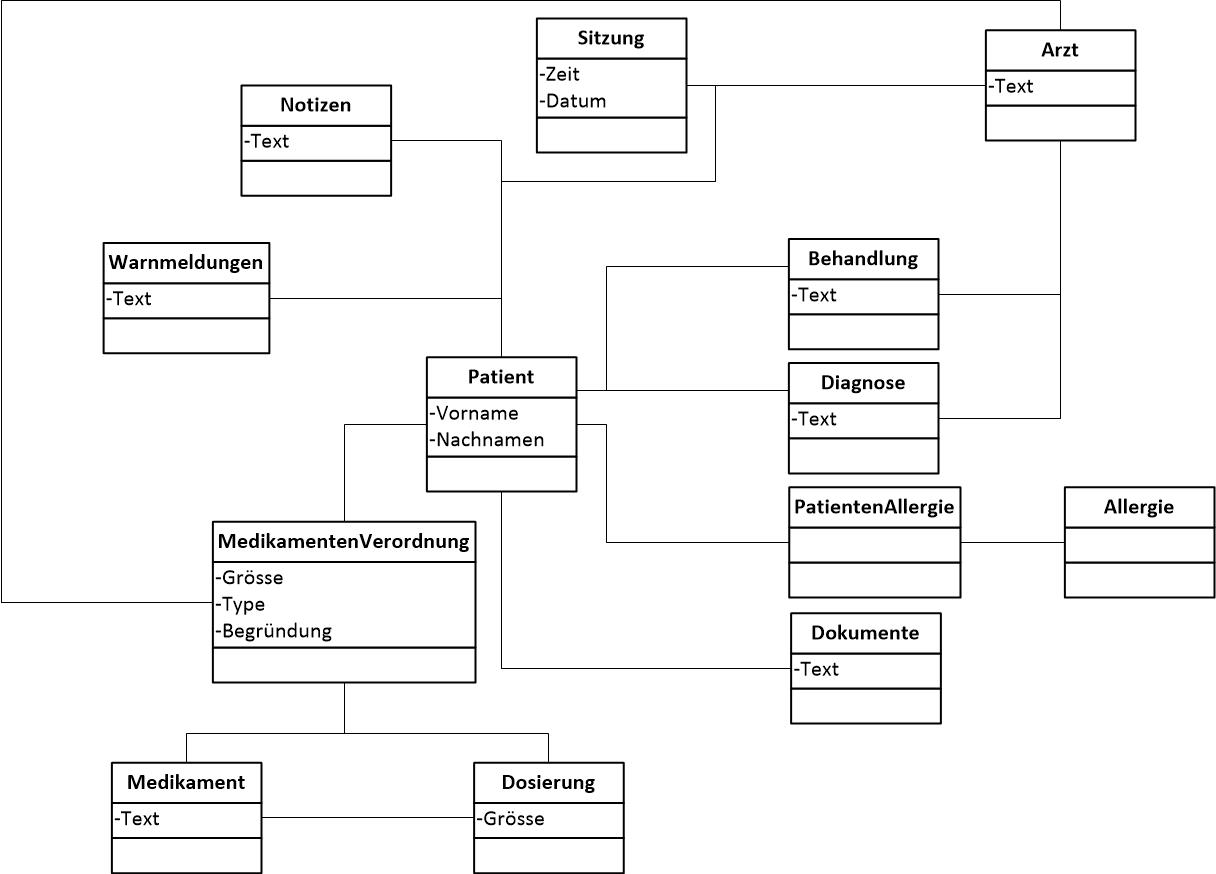 Sitzung
-Zeit
-Datum
Arzt
-Text
Notizen
-Text
Warnmeldungen
-Text
Behandlung
-Text
Patient
-Vorname
-Nachnamen
Diagnose
-Text
PatientenAllergie
Allergie
MedikamentenVerordnung
-Grösse
-Type
-Begründung
Dokumente
-Text
Medikament
-Text
Dosierung
-Grösse